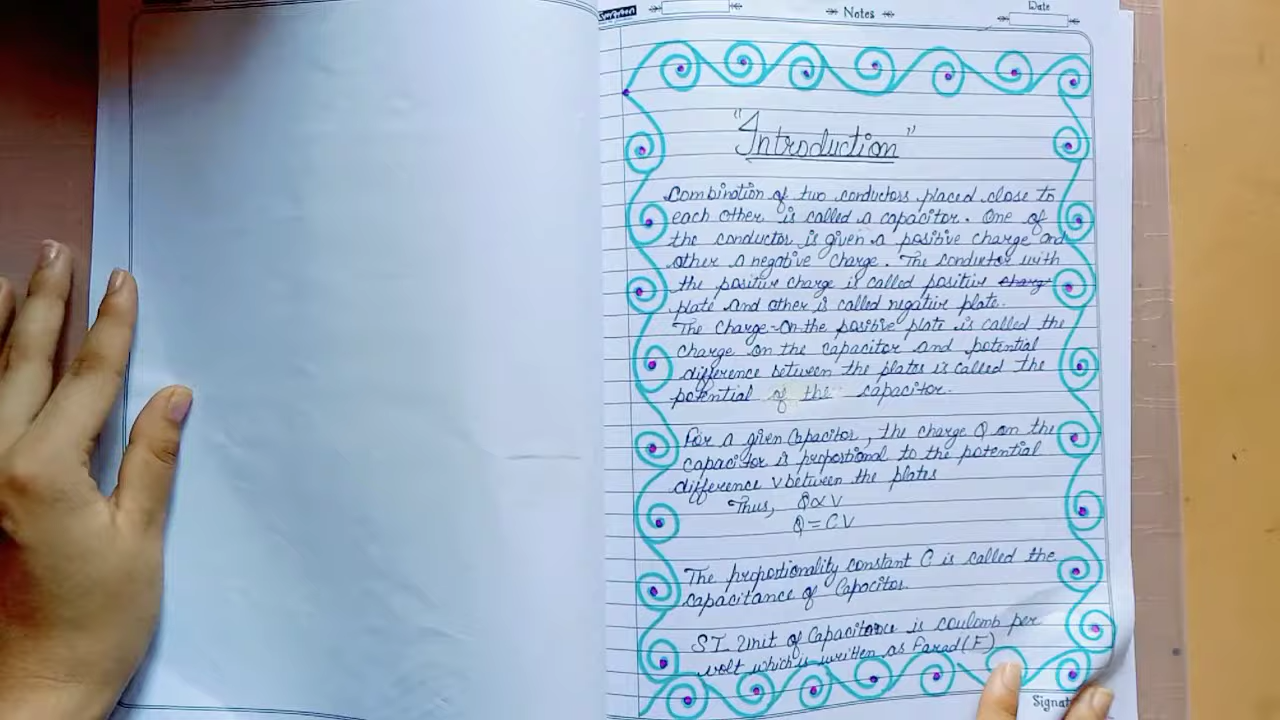 Notes
Date
"Introduction"
Combination of two conductors placed close to
each other is called a capacitor. One of
the conductor is given a positive charge and
other a negative charge. The conductor with
the positive charge is called positive charge
plate and other is called negative plate.
The charge on the positive plate is called the
charge on the capacitor and potential
difference between the plates is called the
potential of the capacitor.
For a given Capacitor, the charge Q on the
capacitor is proportional to the potential
difference V between the plates
Thus, Q∝V
Q=CV
The proportionality constant C is called the
capacitance of Capacitor.
S I Unit of Capacitance is coulomb per
volt which is written as Farad (F)